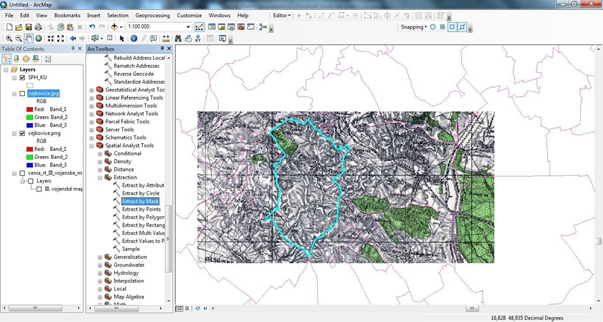 Untitled - ArcMap
File Edit View Bookmarks Insert Selection Geoprocessing Customize Windows Help
Editor
1:100 000
Snapping
Table Of Contents
Layers
SPH_KU
cejkovice.jpg
RGB
Red: Band_1
Green: Band_2
Blue: Band_3
cejkovice.png
RGB
Red: Band_1
Green: Band_2
Blue: Band_3
cenia_rt_III_vojenske_m
Layers
III. vojenské map
ArcToolbox
Rebuild Address Locat
Rematch Addresses
Reverse Geocode
Standardize Addresses
Geostatistical Analyst Tools
Linear Referencing Tools
Multidimension Tools
Network Analyst Tools
Parcel Fabric Tools
Server Tools
Schematics Tools
Spatial Analyst Tools
Conditional
Density
Distance
Extraction
Extract by Attribut
Extract by Circle
Extract by Mask
Extract by Points
Extract by Polygon
Extract by Rectang
Extract Multi Value
Extract Values to P
Sample
Generalization
Groundwater
Hydrology
Interpolation
Local
Map Algebra
Math
16,828 48,935 Decimal Degrees